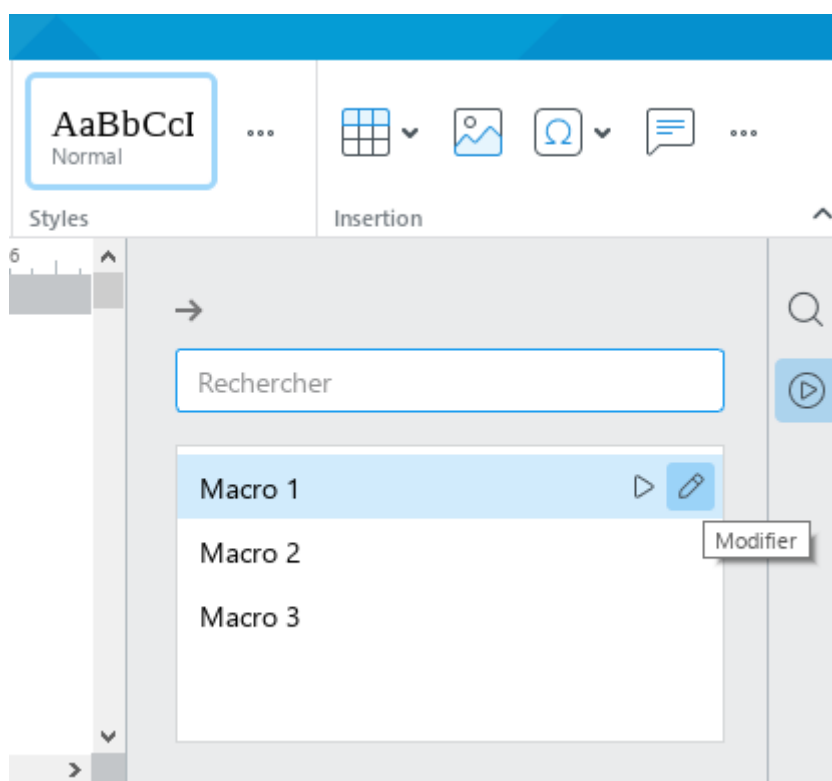 AaBbCcI
Normal
Styles
Insertion
6
Rechercher
Macro 1
Modifier
Macro 2
Macro 3